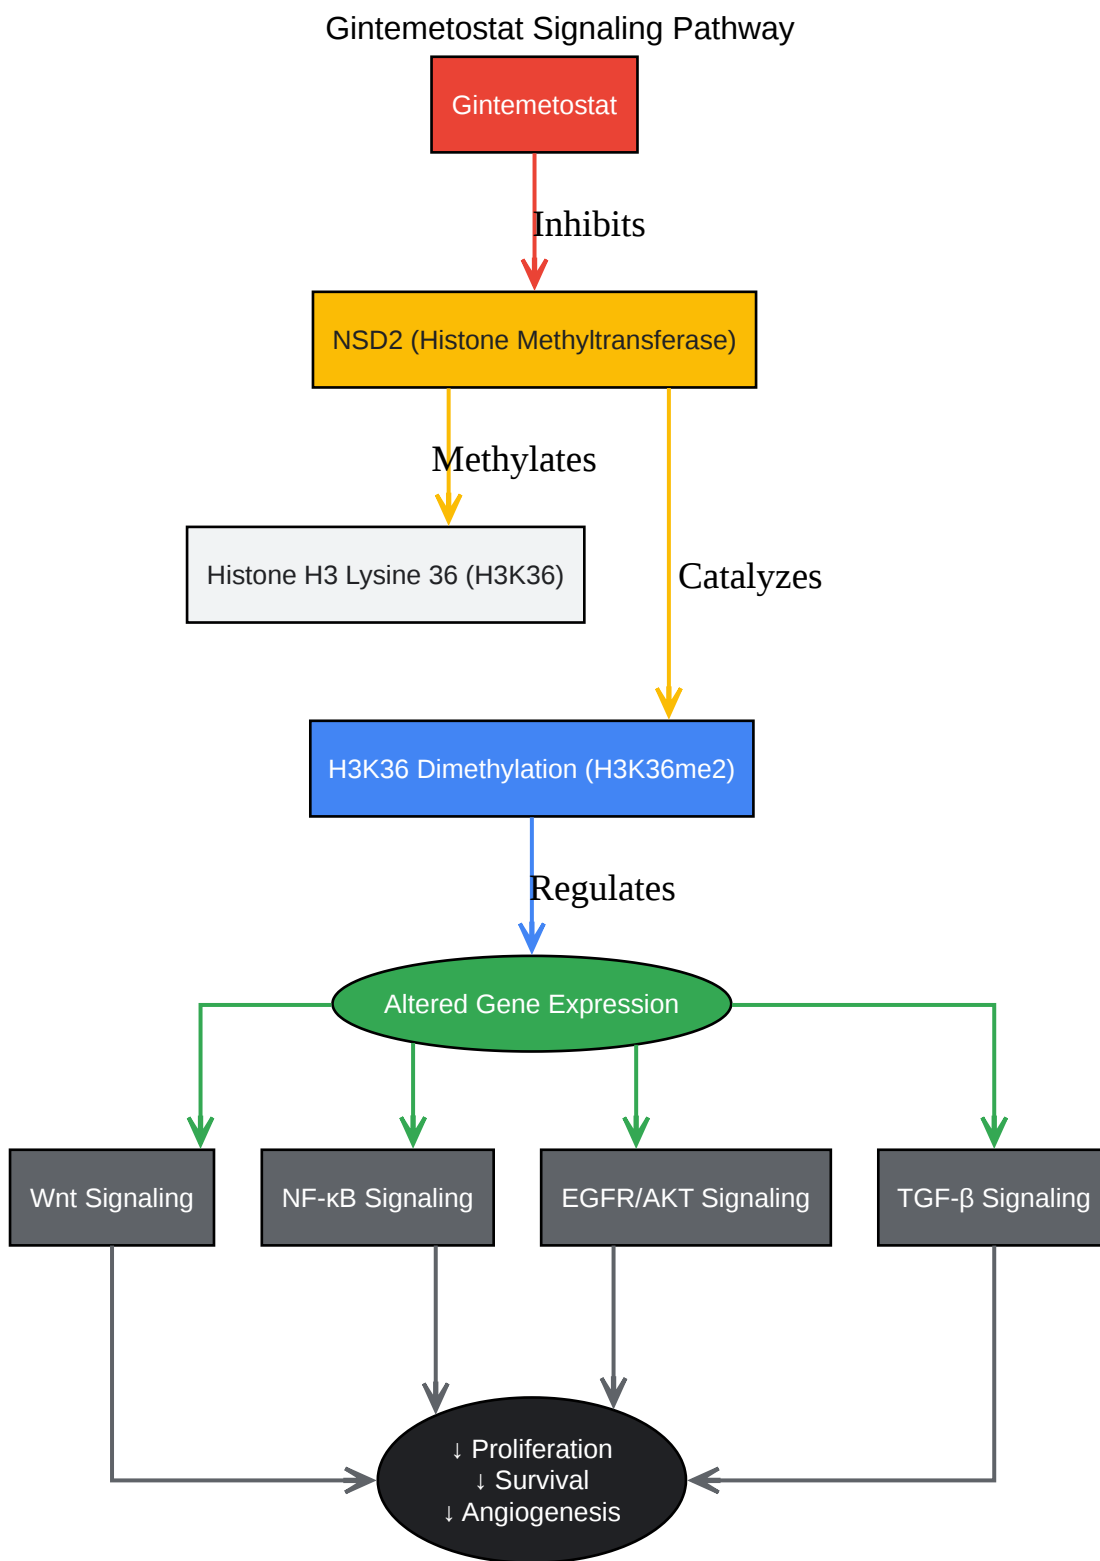 Gintemetostat Signaling Pathway
Gintemetostat
Inhibits
NSD2 (Histone Methyltransferase)
Methylates
Histone H3 Lysine 36 (H3K36)
Catalyzes
H3K36 Dimethylation (H3K36me2)
Regulates
Altered Gene Expression
Wnt Signaling
NF-κB Signaling
EGFR/AKT Signaling
TGF-β Signaling
↓ Proliferation
↓ Survival
↓ Angiogenesis